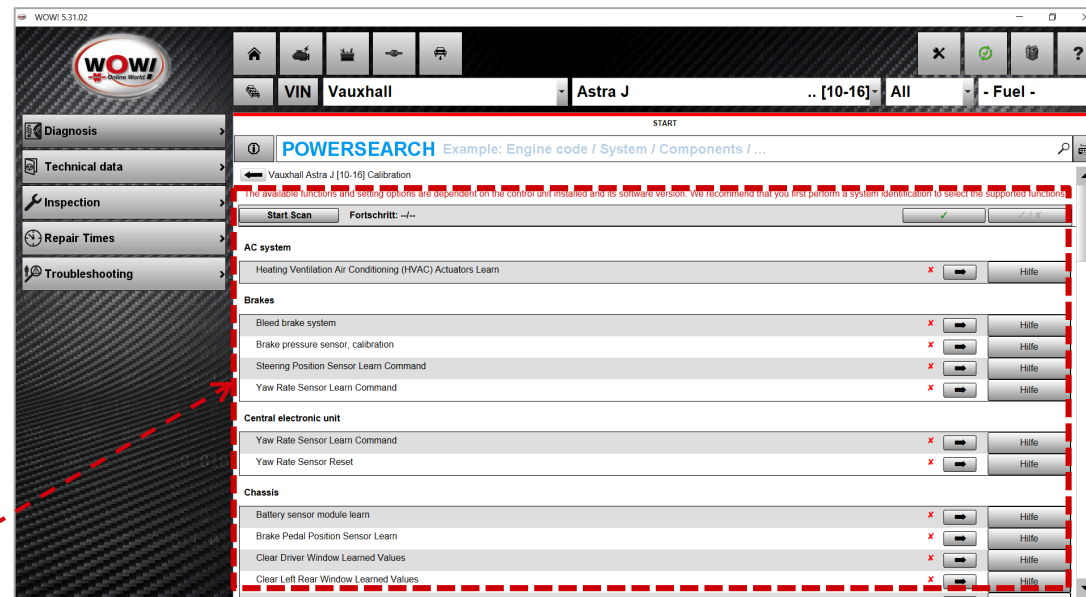 WOW! 5.31.02
WOW!
Online World
VIN Vauxhall Astra J .. [10-16] All - Fuel -
START
Diagnosis
Technical data
Inspection
Repair Times
Troubleshooting
POWERSEARCH Example: Engine code / System / Components / ...
Vauxhall Astra J [10-16] Calibration
The available functions and setting options are dependent on the control unit installed and its software version. We recommend that you first perform a system identification to select the supported functions
Start Scan Fortschritt: --/--
AC system
Heating Ventilation Air Conditioning (HVAC) Actuators Learn Hilfe
Brakes
Bleed brake system Hilfe
Brake pressure sensor, calibration Hilfe
Steering Position Sensor Learn Command Hilfe
Yaw Rate Sensor Learn Command Hilfe
Central electronic unit
Yaw Rate Sensor Learn Command Hilfe
Yaw Rate Sensor Reset Hilfe
Chassis
Battery sensor module learn Hilfe
Brake Pedal Position Sensor Learn Hilfe
Clear Driver Window Learned Values Hilfe
Clear Left Rear Window Learned Values Hilfe